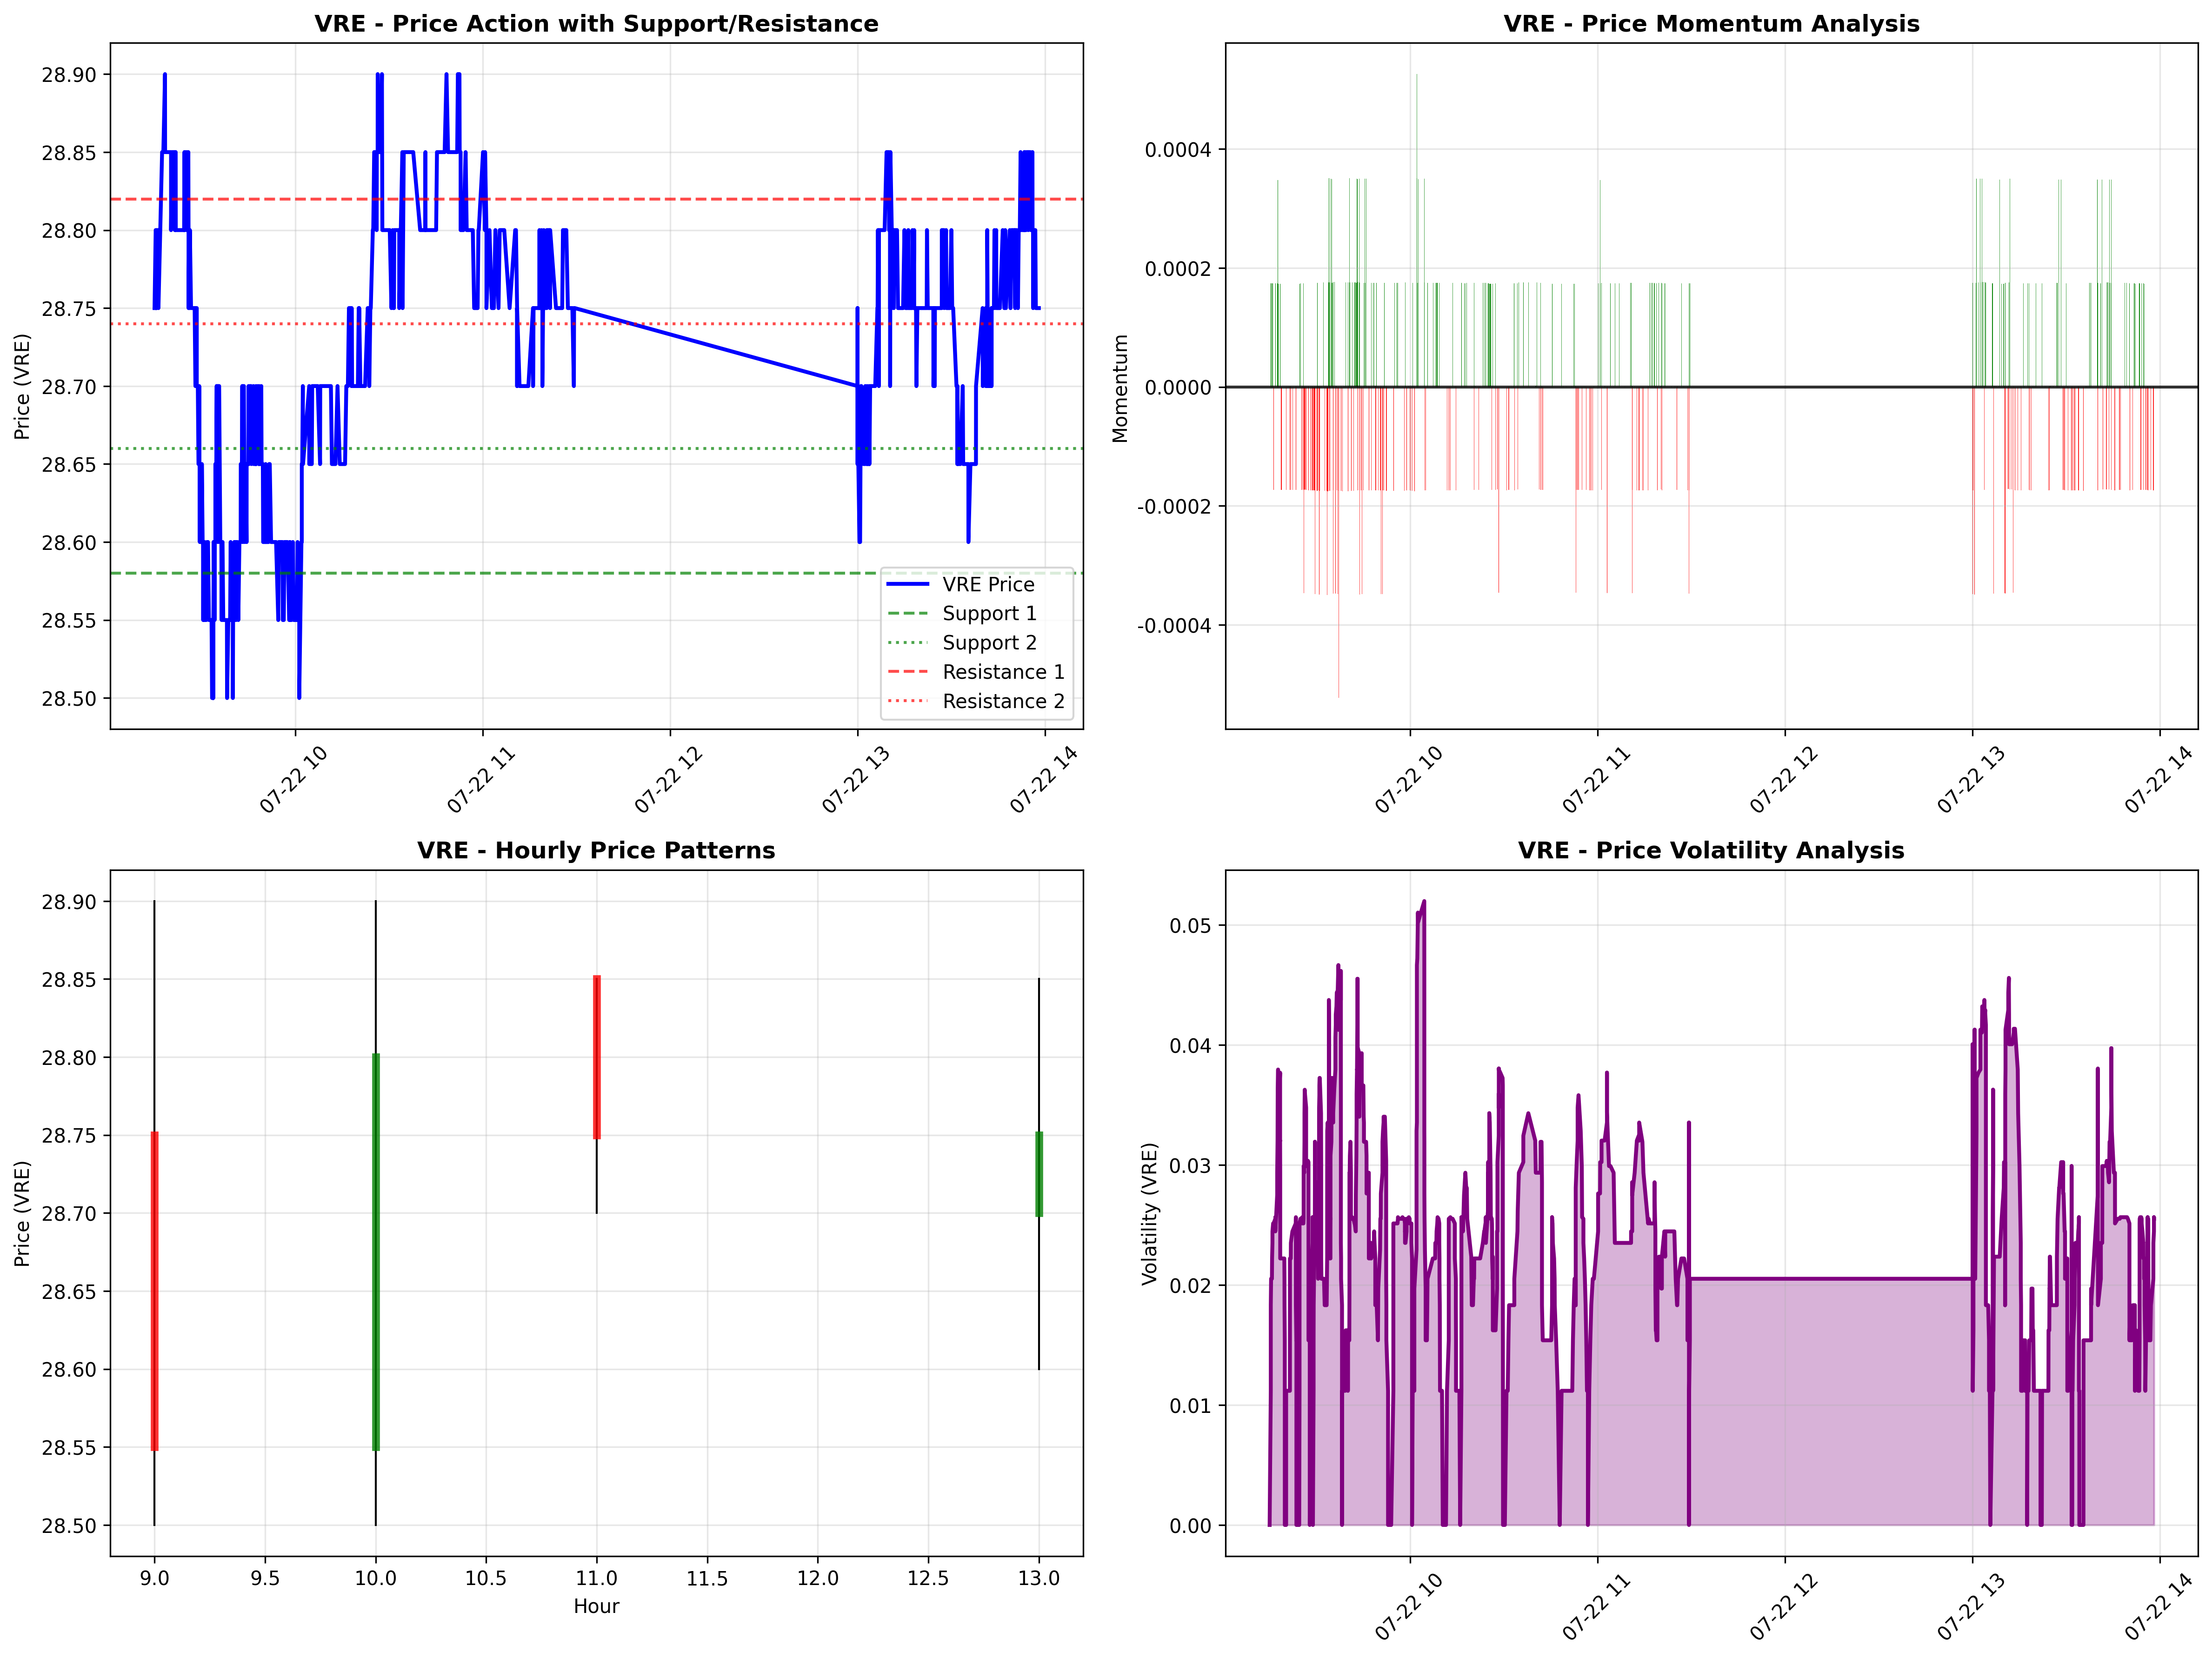 VRE - Price Action with Support/Resistance
Price (VRE)
28.90
28.85
28.80
28.75
28.70
28.65
28.60
28.55
28.50
VRE Price
Support 1
Support 2
Resistance 1
Resistance 2
07-22 10
07-22 11
07-22 12
07-22 13
07-22 14
VRE - Price Momentum Analysis
Momentum
0.0004
0.0002
0.0000
-0.0002
-0.0004
07-22 10
07-22 11
07-22 12
07-22 13
07-22 14
VRE - Hourly Price Patterns
Price (VRE)
28.90
28.85
28.80
28.75
28.70
28.65
28.60
28.55
28.50
9.0 9.5 10.0 10.5 11.0 11.5 12.0 12.5 13.0
Hour
VRE - Price Volatility Analysis
Volatility (VRE)
0.05
0.04
0.03
0.02
0.01
0.00
07-22 10
07-22 11
07-22 12
07-22 13
07-22 14